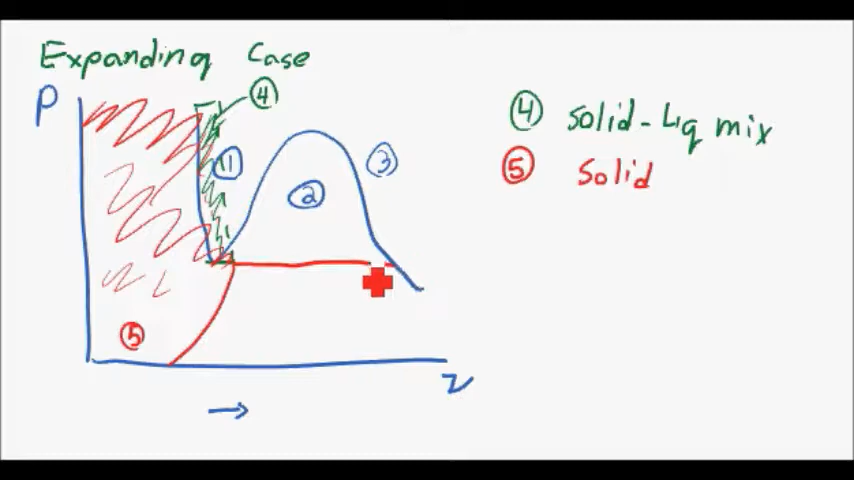 Expanding Case
P
④
①
③
②
⑤
v
④ Solid-Liq mix
⑤ Solid